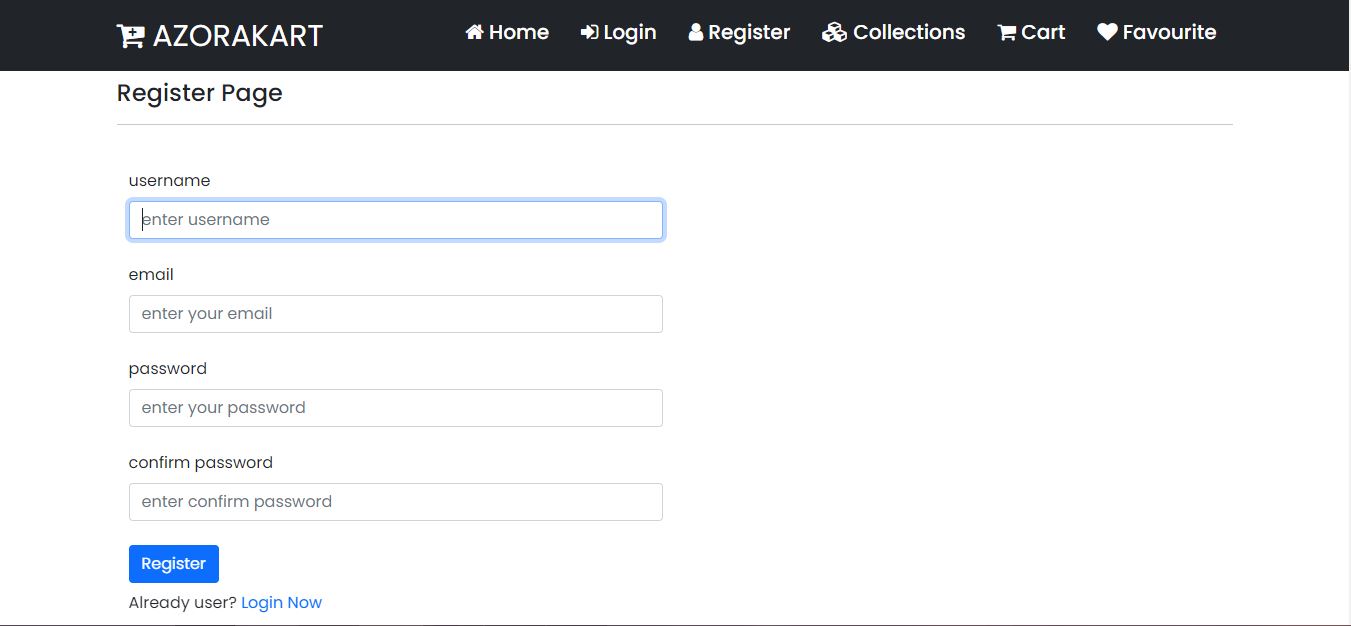 AZORAKART Home Login Register Collections Cart Favourite
Register Page
username
enter username
email
enter your email
password
enter your password
confirm password
enter confirm password
Register
Already user? Login Now